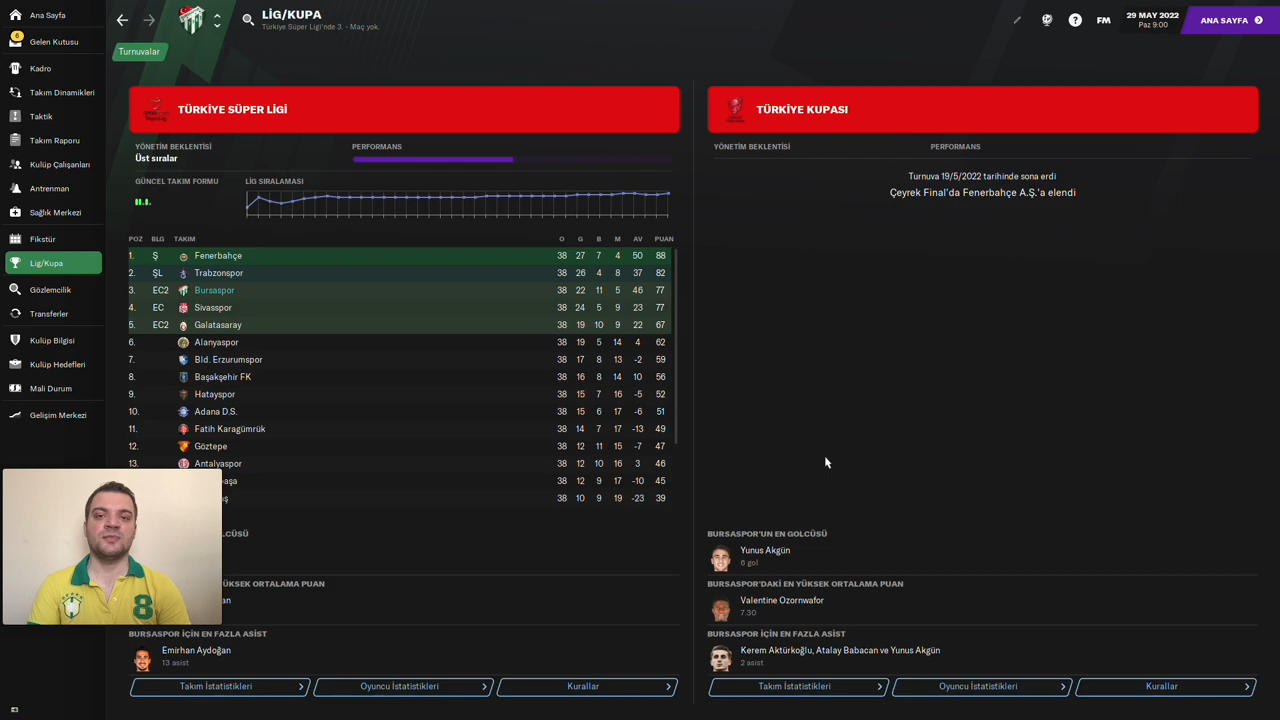 Ana Sayfa
6
Gelen Kutusu
Kadro
Takım Dinamikleri
Taktik
Takım Raporu
Kulüp Çalışanları
Antrenman
Sağlık Merkezi
Fikstür
Lig/Kupa
Gözlemcilik
Transferler
Kulüp Bilgisi
Kulüp Hedefleri
Mali Durum
Gelişim Merkezi
LİG/KUPA
Türkiye Süper Ligi'nde 3. - Maç yok.
? FM
29 MAY 2022
Paz 9:00
ANA SAYFA
Turnuvalar
TÜRKİYE SÜPER LİGİ
YÖNETİM BEKLENTİSİ PERFORMANS
Üst sıralar
GÜNCEL TAKIM FORMU LİG SIRALAMASI
POZ BLG TAKIM O G B M AV PUAN
1. Ş Fenerbahçe 38 27 7 4 50 88
2. ŞL Trabzonspor 38 26 4 8 37 82
3. EC2 Bursaspor 38 22 11 5 46 77
4. EC Sivasspor 38 24 5 9 23 77
5. EC2 Galatasaray 38 19 10 9 22 67
6. Alanyaspor 38 19 5 14 4 62
7. Bld. Erzurumspor 38 17 8 13 -2 59
8. Başakşehir FK 38 16 8 14 10 56
9. Hatayspor 38 15 7 16 -5 52
10. Adana D.S. 38 15 6 17 -6 51
11. Fatih Karagümrük 38 14 7 17 -13 49
12. Göztepe 38 12 11 15 -7 47
13. Antalyaspor 38 12 10 16 3 46
aşa 38 12 9 17 -10 45
ş 38 10 9 19 -23 39
LCÜSÜ
ÜKSEK ORTALAMA PUAN
an
BURSASPOR İÇİN EN FAZLA ASİST
Emirhan Aydoğan
13 asist
Takım İstatistikleri
Oyuncu İstatistikleri
Kurallar
TÜRKİYE KUPASI
YÖNETİM BEKLENTİSİ PERFORMANS
Turnuva 19/5/2022 tarihinde sona erdi
Çeyrek Final'da Fenerbahçe A.Ş.'a elendi
BURSASPOR'UN EN GOLCÜSÜ
Yunus Akgün
6 gol
BURSASPOR'DAKİ EN YÜKSEK ORTALAMA PUAN
Valentine Ozornwafor
7.30
BURSASPOR İÇİN EN FAZLA ASİST
Kerem Aktürkoğlu, Atalay Babacan ve Yunus Akgün
2 asist
Takım İstatistikleri
Oyuncu İstatistikleri
Kurallar
8